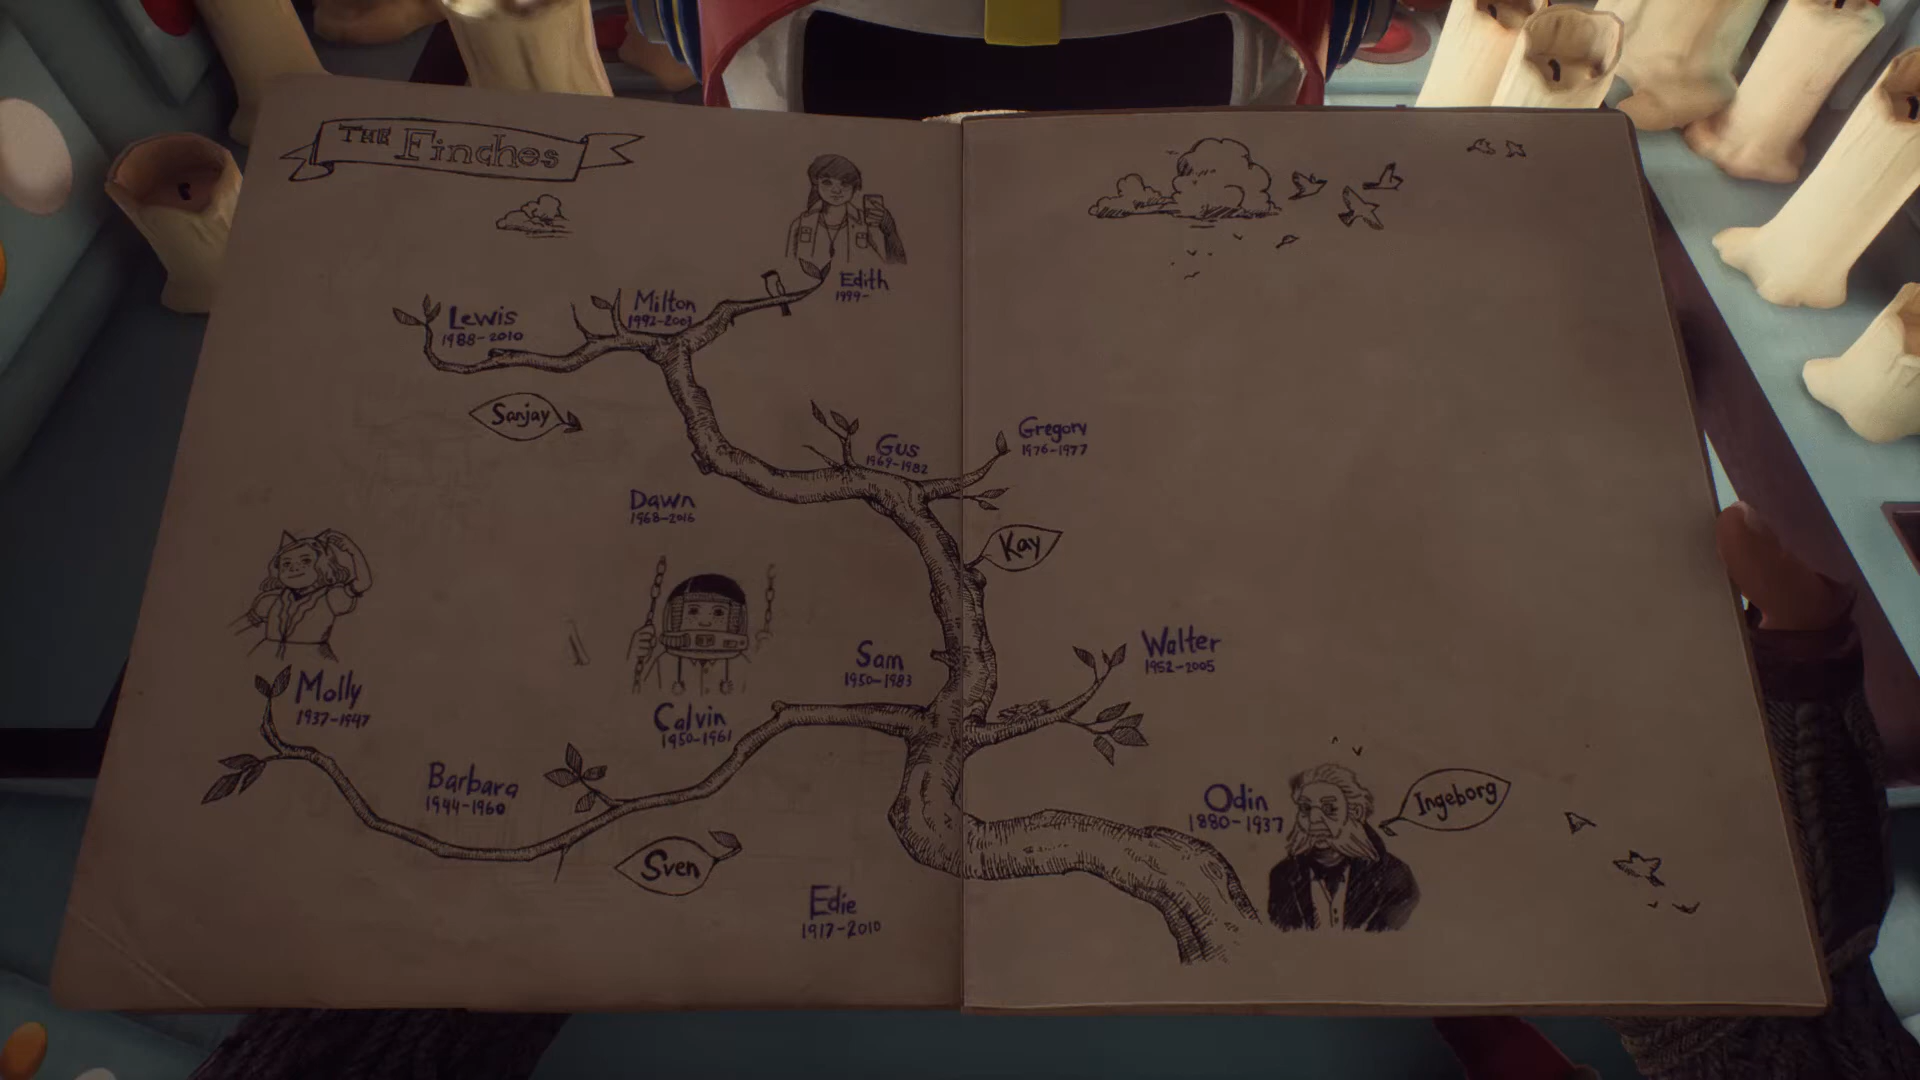 THE Finches
Edith
1999-
Lewis
1988-2010
Milton
1992-2003
Sanjay
Gus
1969-1982
Gregory
1976-1977
Dawn
1968-2016
Kay
Molly
1937-1947
Calvin
1950-1961
Sam
1950-1983
Walter
1952-2005
Barbara
1944-1960
Sven
Odin
1880-1937
Ingeborg
Edie
1917-2010